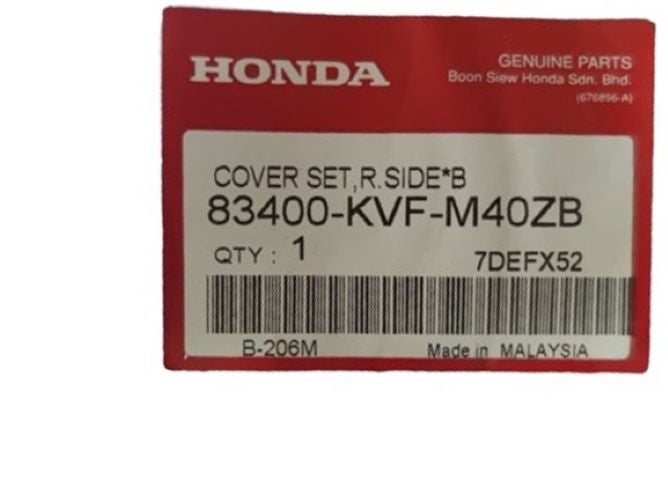 HONDA
GENUINE PARTS
Boon Siew Honda Sdn. Bhd.
(676896-A)
COVER SET,R.SIDE*B
83400-KVF-M40ZB
QTY : 1 7DEFX52
B-206M Made in MALAYSIA